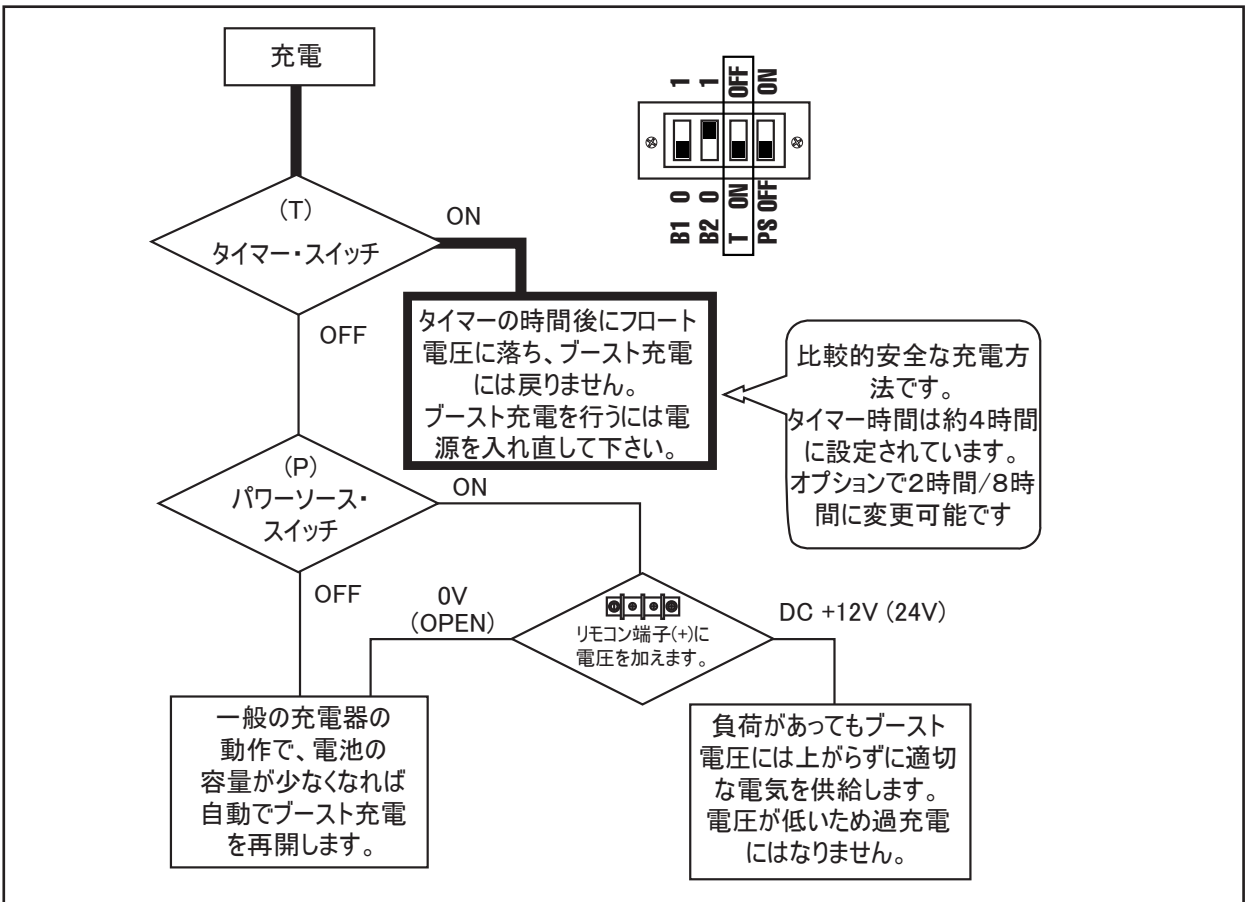 充電
1 1 OFF ON
B1 0
B2 0
T ON
PS OFF
(T)
タイマー・スイッチ
ON
OFF
タイマーの時間後にフロート
電圧に落ち、ブースト充電
には戻りません。
ブースト充電を行うには電
源を入れ直して下さい。
比較的安全な充電方
法です。
タイマー時間は約4時間
に設定されています。
オプションで2時間/8時
間に変更可能です
(P)
パワーソース・
スイッチ
ON
OFF
0V
(OPEN)
リモコン端子(+)に
電圧を加えます。
DC +12V (24V)
一般の充電器の
動作で、電池の
容量が少なくなれば
自動でブースト充電
を再開します。
負荷があってもブースト
電圧には上がらずに適切
な電気を供給します。
電圧が低いため過充電
にはなりません。